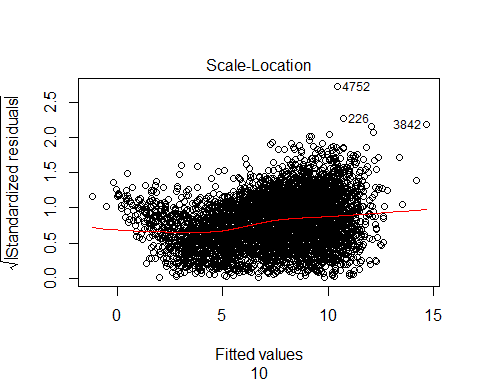 Scale-Location
4752
226
3842
√|Standardized residuals|
0.0 0.5 1.0 1.5 2.0 2.5
0 5 10 15
Fitted values
10